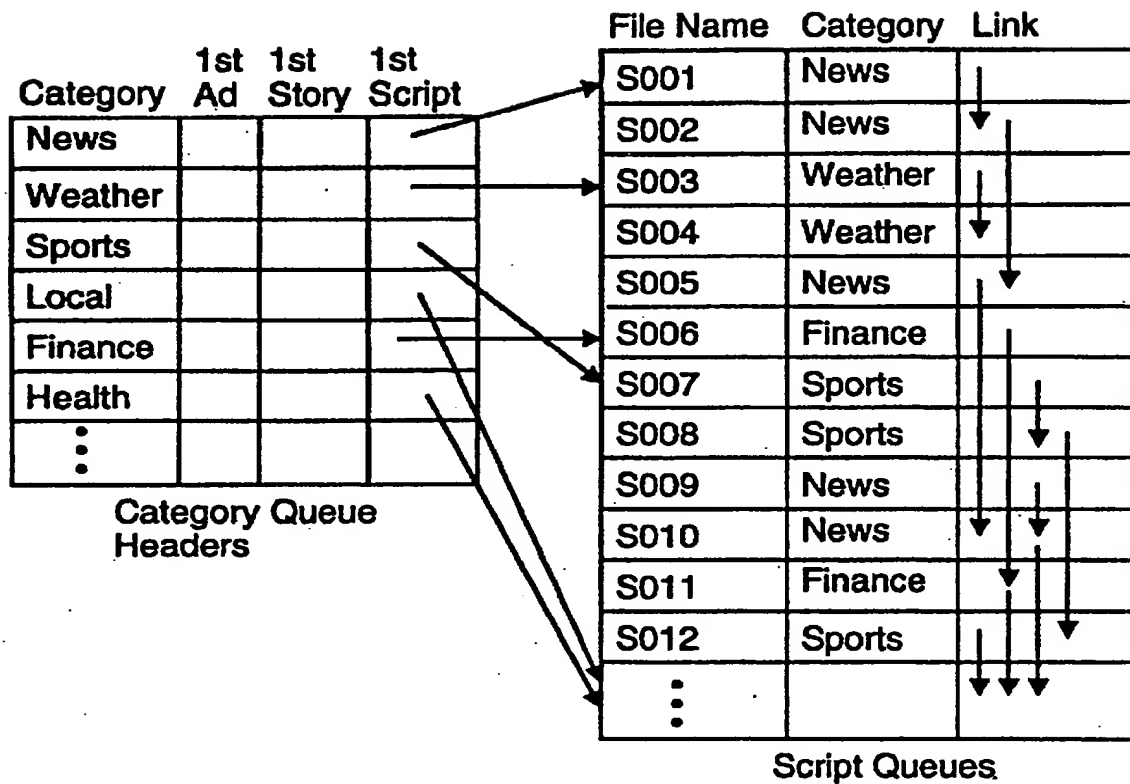 Category 1st Ad 1st Story 1st Script
News
Weather
Sports
Local
Finance
Health
Category Queue
Headers
File Name Category Link
S001 News
S002 News
S003 Weather
S004 Weather
S005 News
S006 Finance
S007 Sports
S008 Sports
S009 News
S010 News
S011 Finance
S012 Sports
Script Queues